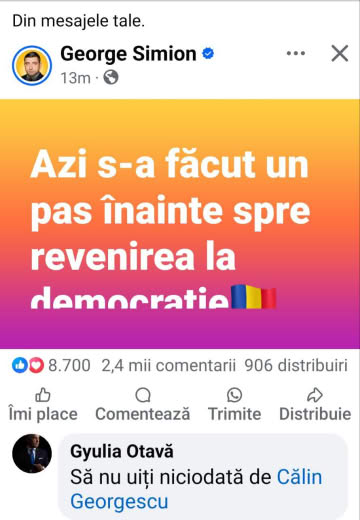 Din mesajele tale.
George Simion
13m
Azi s-a făcut un
pas înainte spre
revenirea la
democrație
8.700 2,4 mii comentarii 906 distribuiri
Îmi place Comentează Trimite Distribuie
Gyulia Otavă
Să nu uiți niciodată de Călin
Georgescu